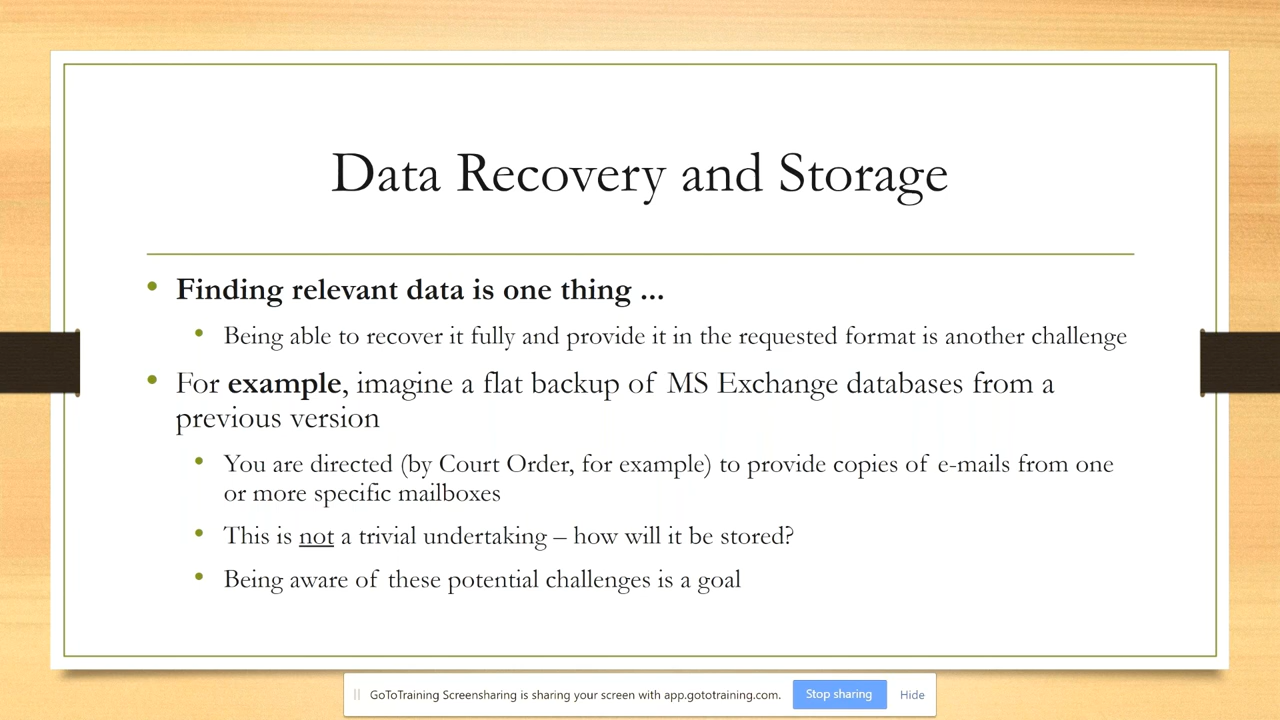 Data Recovery and Storage
• Finding relevant data is one thing ...
• Being able to recover it fully and provide it in the requested format is another challenge
• For example, imagine a flat backup of MS Exchange databases from a
previous version
• You are directed (by Court Order, for example) to provide copies of e-mails from one
or more specific mailboxes
• This is not a trivial undertaking – how will it be stored?
• Being aware of these potential challenges is a goal
GoToTraining Screensharing is sharing your screen with app.gototraining.com. Stop sharing Hide